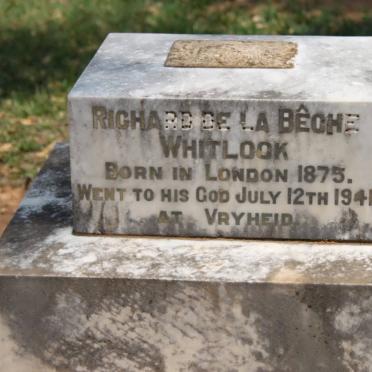 RICHARD DE LA BÊCHE
WHITLOCK
BORN IN LONDON 1875.
WENT TO HIS GOD JULY 12TH 1941
AT VRYHEID